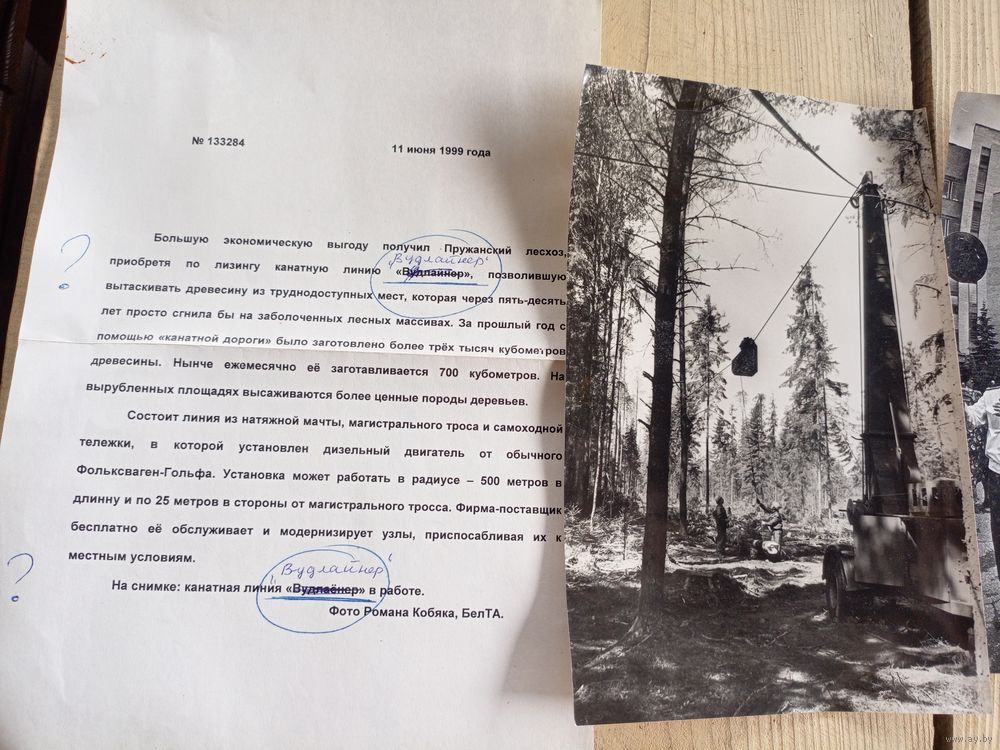 № 133284
11 июня 1999 года
Большую экономическую выгоду получил Пружанский лесхоз,
"Вудлайнер"
? приобретя по лизингу канатную линию «Вудлайнер», позволившую
вытаскивать древесину из труднодоступных мест, которая через пять-десять
лет просто сгнила бы на заболоченных лесных массивах. За прошлый год с
помощью «канатной дороги» было заготовлено более трёх тысяч кубометров
древесины. Нынче ежемесячно её заготавливается 700 кубометров. На
вырубленных площадях высаживаются более ценные породы деревьев.
Состоит линия из натяжной мачты, магистрального троса и самоходной
тележки, в которой установлен дизельный двигатель от обычного
Фольксваген-Гольфа. Установка может работать в радиусе – 500 метров в
длинну и по 25 метров в стороны от магистрального тросса. Фирма-поставщик
бесплатно её обслуживает и модернизирует узлы, приспосабливая их к
местным условиям.
"Вудлайнер"
? На снимке: канатная линия «Вудлаёнер» в работе.
Фото Романа Кобяка, БелТА.
www.ay.by